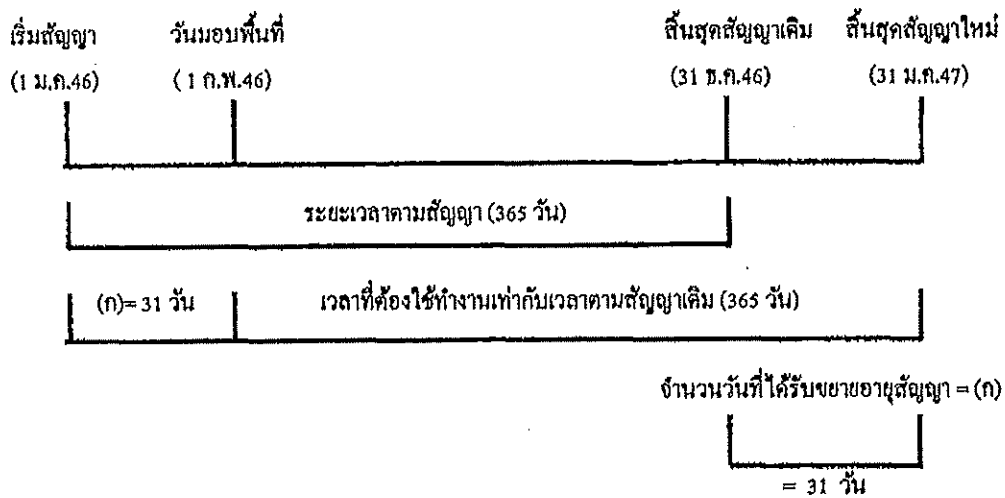 เริ่มสัญญา วันมอบพื้นที่ สิ้นสุดสัญญาเดิม สิ้นสุดสัญญาใหม่
(1 ม.ค.46) (1 ก.พ.46) (31 ธ.ค.46) (31 ม.ค.47)
ระยะเวลาตามสัญญา (365 วัน)
(ก)= 31 วัน เวลาที่ต้องใช้ทำงานเท่ากับเวลาตามสัญญาเดิม (365 วัน)
จำนวนวันที่ได้รับขยายอายุสัญญา = (ก)
= 31 วัน